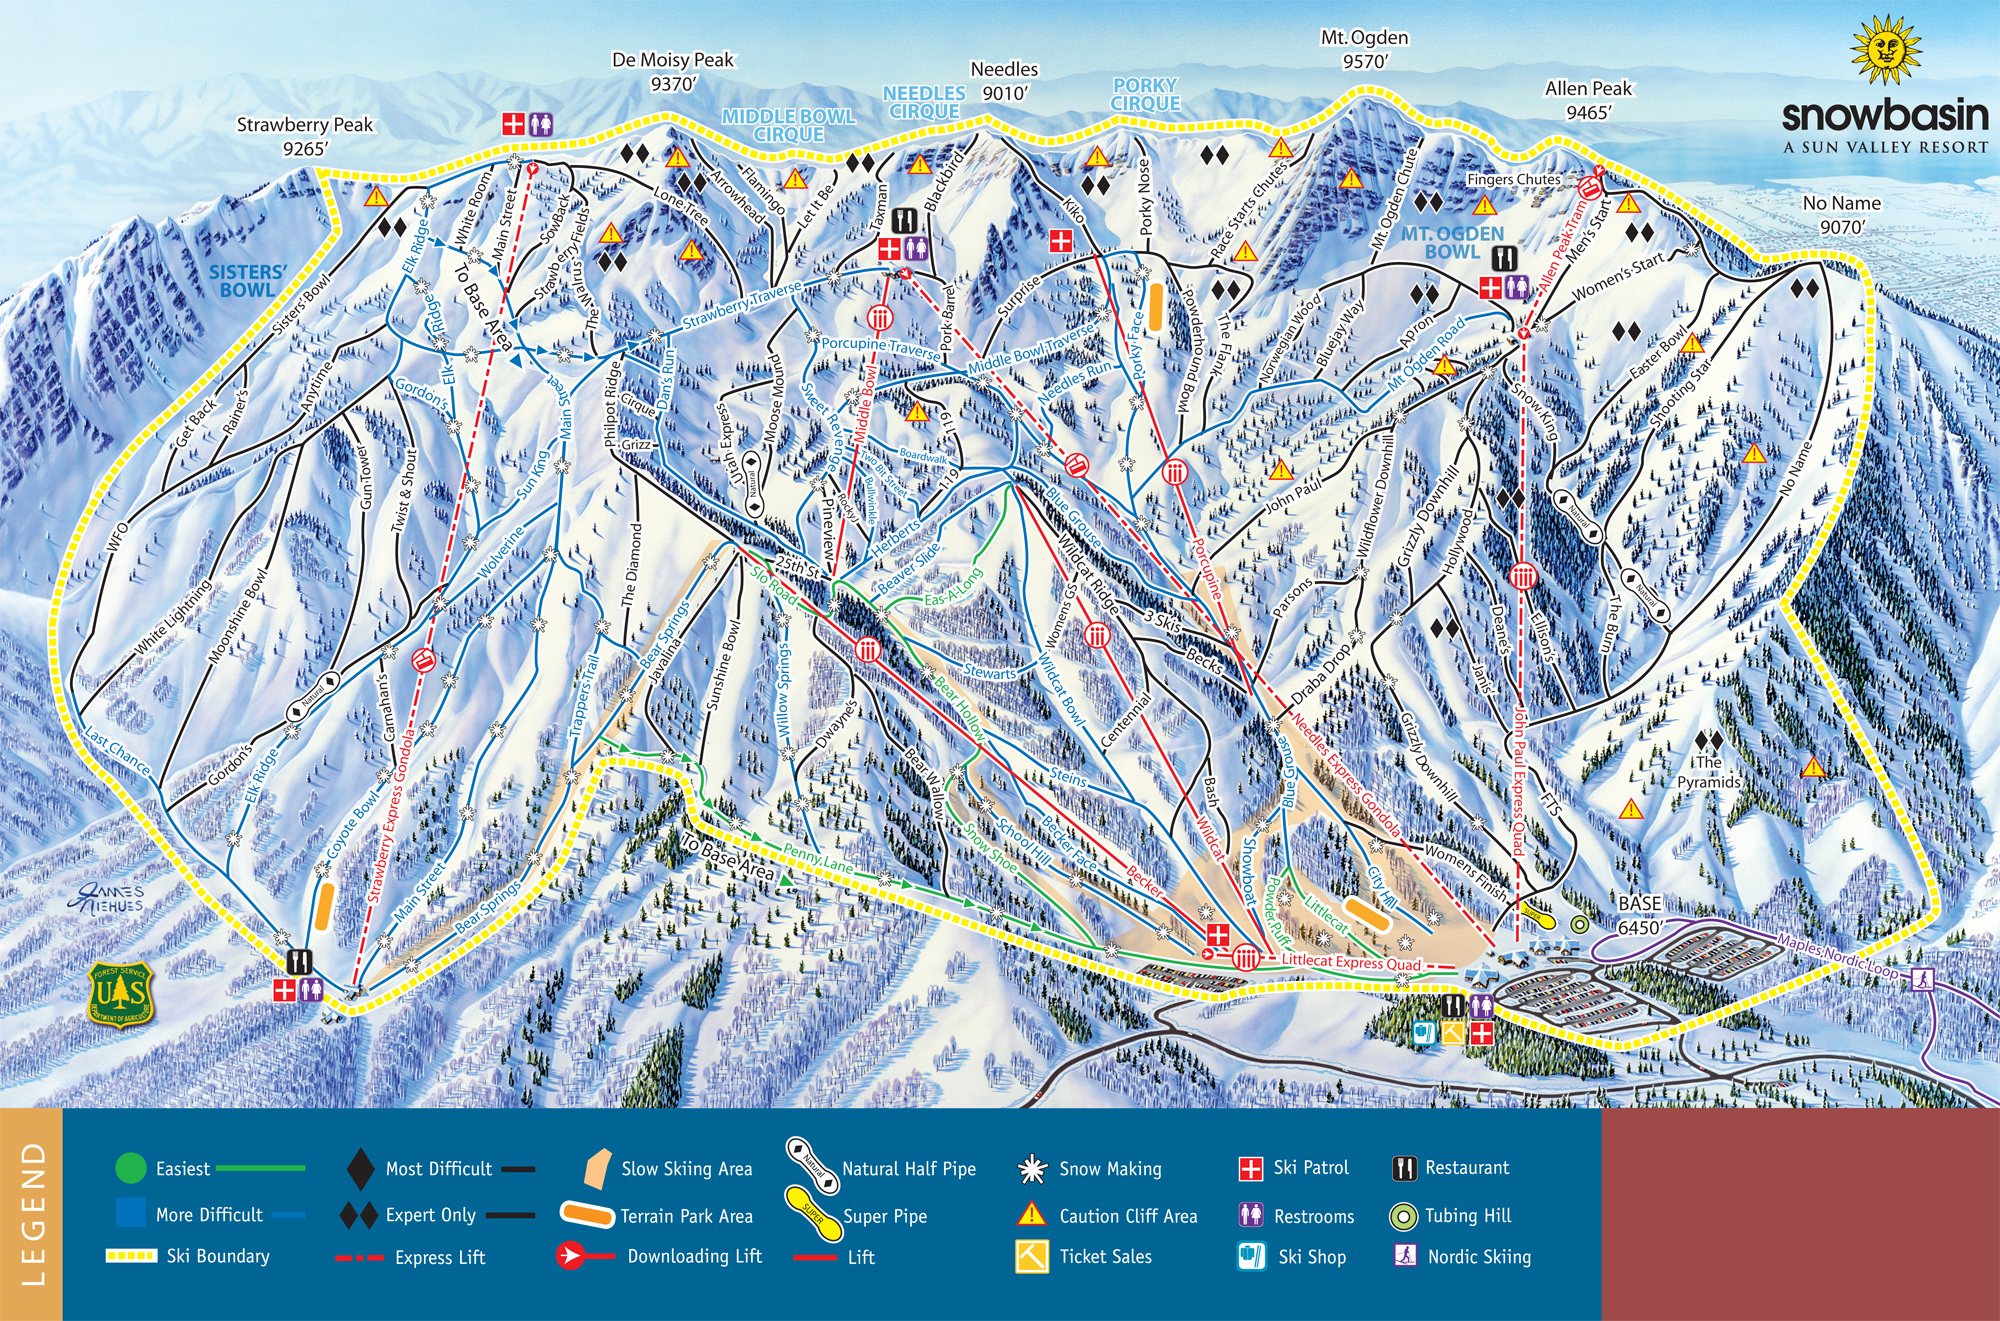 De Moisy Peak
9370'
Needles
9010'
Mt. Ogden
9570'
Allen Peak
9465'
Strawberry Peak
9265'
No Name
9070'
MIDDLE BOWL
CIRQUE
NEEDLES
CIRQUE
PORKY
CIRQUE
SISTERS'
BOWL
MT. OGDEN
BOWL
snowbasin
A SUN VALLEY RESORT
Fingers Chutes
Sisters' Bowl
Elk Ridge
White Room
Main Street
SowBack
Strawberry Fields
The Walrus
To Base Area
Lone Tree
Arrowhead
Flamingo
Let It Be
Taxman
Blackbird
Kiko
Porky Nose
Race Starts Chutes
Mt Ogden Chute
Allen Peak Tram
Men's Start
Women's Start
Strawberry Traverse
Porcupine Traverse
Middle Bowl Traverse
Surprise
Pork Barrel
Needles Run
Porky Face
Powderhound Bowl
The Flank
Norwegian Wood
Bluejay Way
Apron
Mt Ogden Road
Snow King
Easter Bowl
Shooting Star
No Name
Get Back
Rainer's
Anytime
Gordon's
Elk Ridge
Main Street
Philpot Ridge
Cirque
Dan's Run
Grizz
Utah Express
Moose Mound
Natural
Sweet Revenge
Middle Bowl
Boardwalk
Two Bit Street
Bullwinkle
Rocky J
Pineview
119
119
Herberts
Beaver Slide
Eas-A-Long
Blue Grouse
Wildcat Ridge
Porcupine
John Paul
Wildflower Downhill
Grizzly Downhill
Hollywood
Natural
Natural
WFO
White Lightning
Moonshine Bowl
Gun Tower
Twist & Shout
Sun King
Wolverine
The Diamond
25th St
Slo Road
Bear Springs
Javalina
Sunshine Bowl
Willow Springs
Dwayne's
Bear Hollow
Stewarts
Womens GS
Wildcat Bowl
3 Skis
Becks
Centennial
Parsons
Draba Drop
Deane's
Ellison's
The Bun
Janis'
Last Chance
Gordon's
Natural
Elk Ridge
Carnahan's
Coyote Bowl
Strawberry Express Gondola
Main Street
Bear Springs
Trappers Trail
Bear Wallow
Steins
Snow Shoe
School Hill
Becker Face
Becker
Wildcat
Bash
Blue Grouse
Needles Express Gondola
Grizzly Downhill
John Paul Express Quad
FTS
The
Pyramids
To Base Area
Penny Lane
Showboat
Powder Puff
Littlecat
City Hill
Womens Finish
SUPER
Littlecat Express Quad
BASE
6450'
Maples Nordic Loop
JAMES
NIEHUES
FOREST SERVICE
US
DEPARTMENT OF AGRICULTURE
LEGEND
Easiest
Most Difficult
Slow Skiing Area
Natural
Natural Half Pipe
Snow Making
Ski Patrol
Restaurant
More Difficult
Expert Only
Terrain Park Area
SUPER
Super Pipe
Caution Cliff Area
Restrooms
Tubing Hill
Ski Boundary
Express Lift
Downloading Lift
Lift
Ticket Sales
Ski Shop
Nordic Skiing